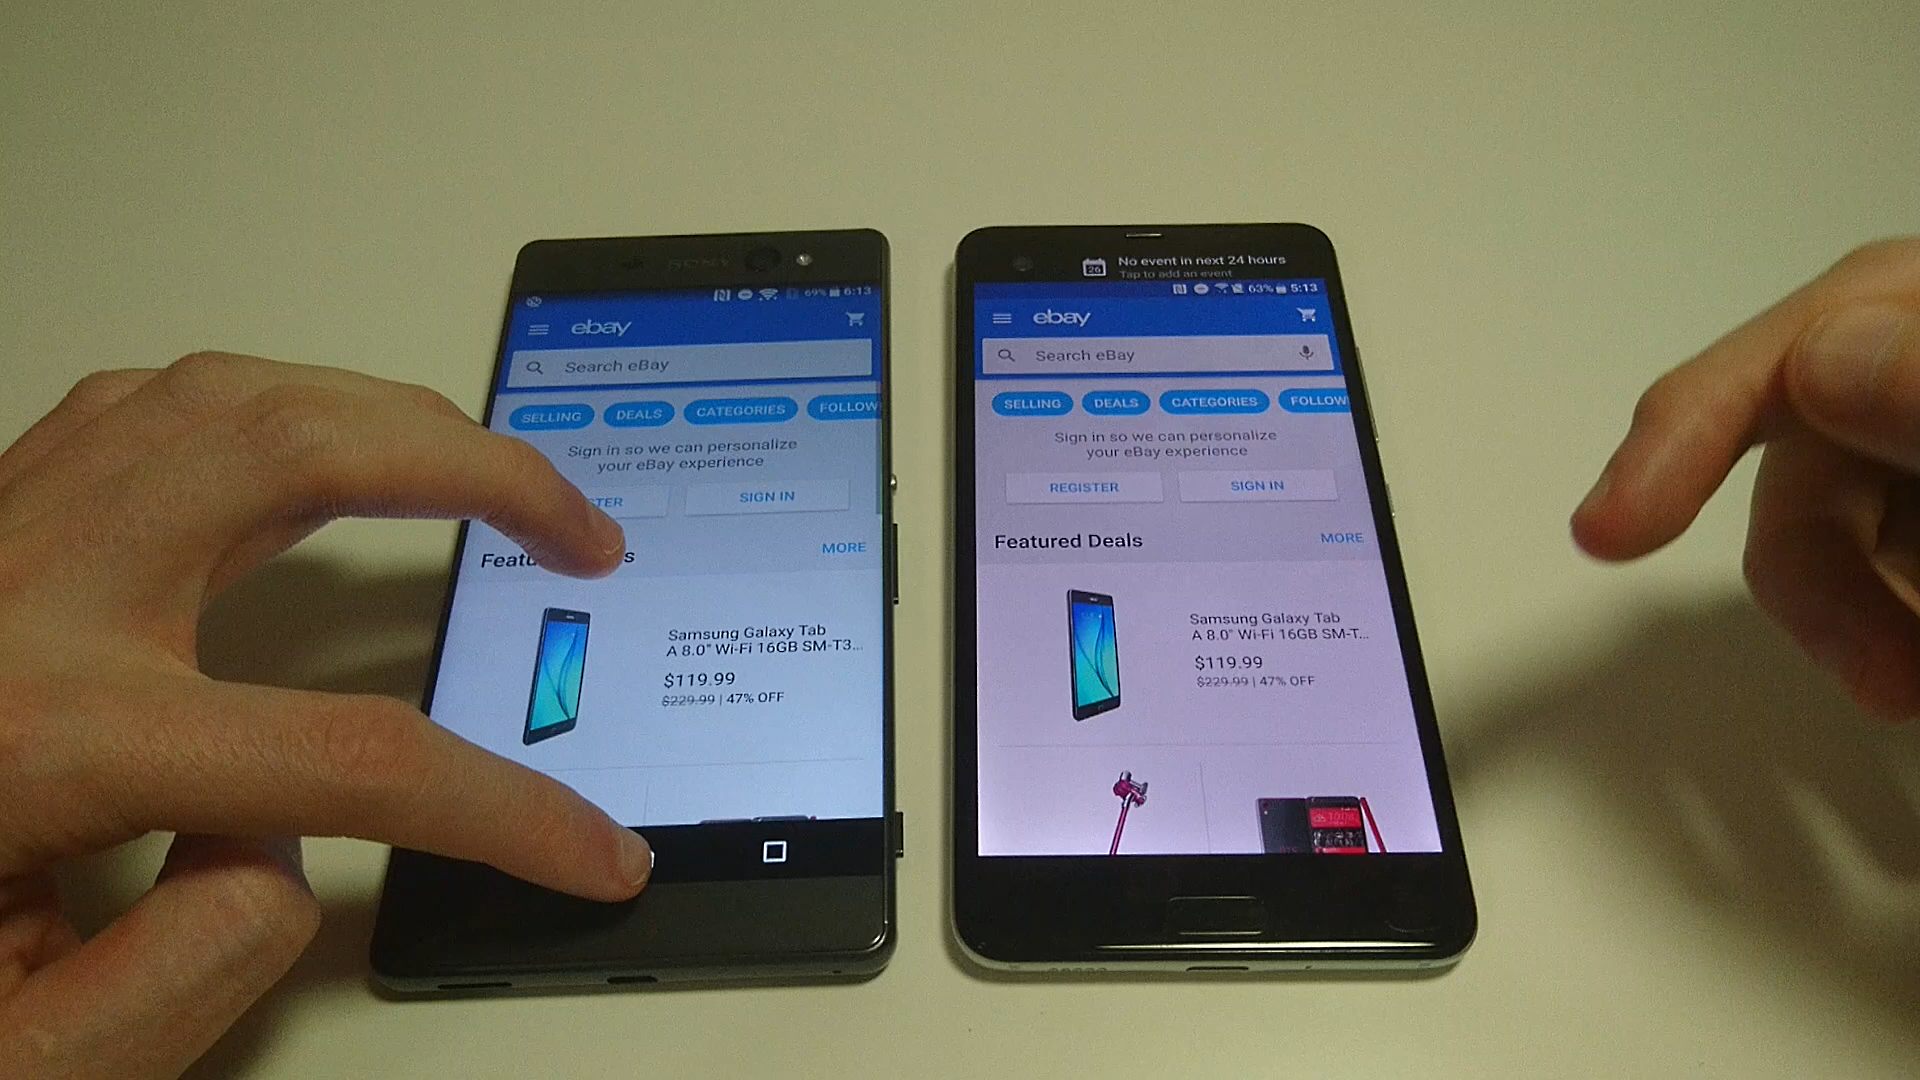 SONY
69% 6:13
ebay
Search eBay
SELLING DEALS CATEGORIES FOLLOW
Sign in so we can personalize
your eBay experience
STER SIGN IN
Featu s MORE
Samsung Galaxy Tab
A 8.0" Wi-Fi 16GB SM-T3...
$119.99
$229.99 | 47% OFF
26 No event in next 24 hours
Tap to add an event
63% 5:13
ebay
Search eBay
SELLING DEALS CATEGORIES FOLLOW
Sign in so we can personalize
your eBay experience
REGISTER SIGN IN
Featured Deals MORE
Samsung Galaxy Tab
A 8.0" Wi-Fi 16GB SM-T...
$119.99
$229.99 | 47% OFF